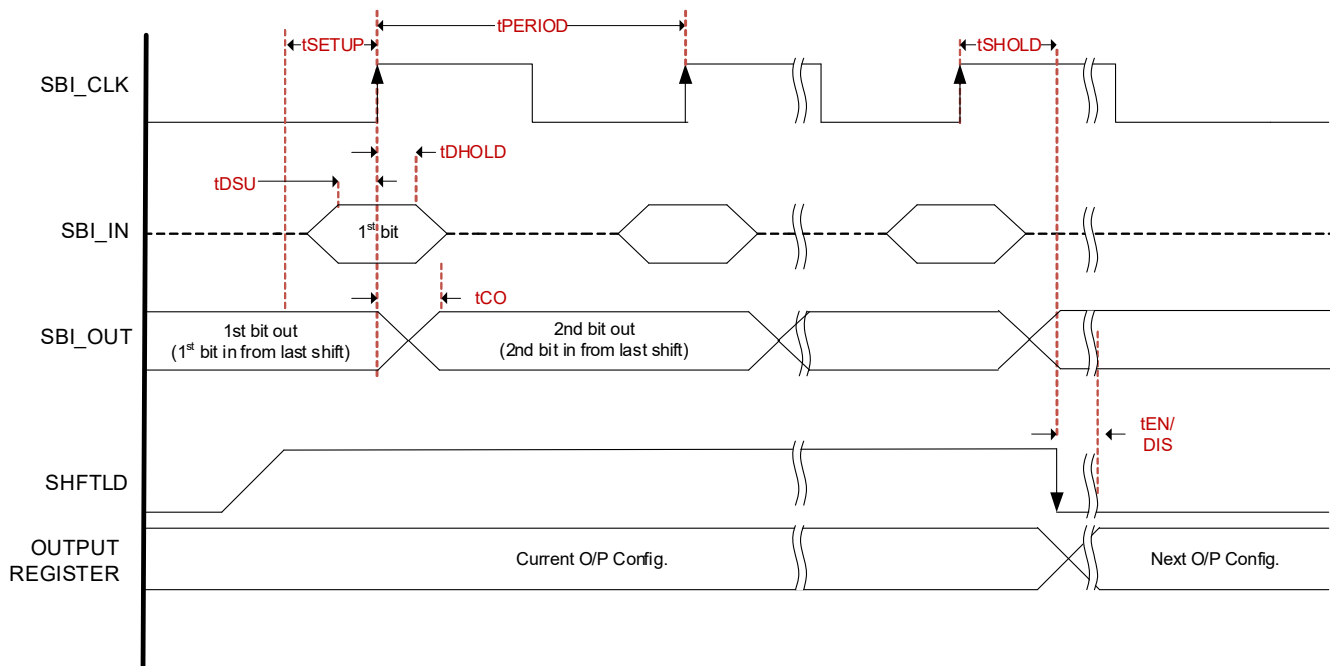 tPERIOD
tSETUP
tSHOLD
SBI_CLK
tDHOLD
tDSU
SBI_IN
1st bit
tCO
SBI_OUT
1st bit out
(1st bit in from last shift)
2nd bit out
(2nd bit in from last shift)
tEN/
DIS
SHFTLD
OUTPUT
REGISTER
Current O/P Config.
Next O/P Config.